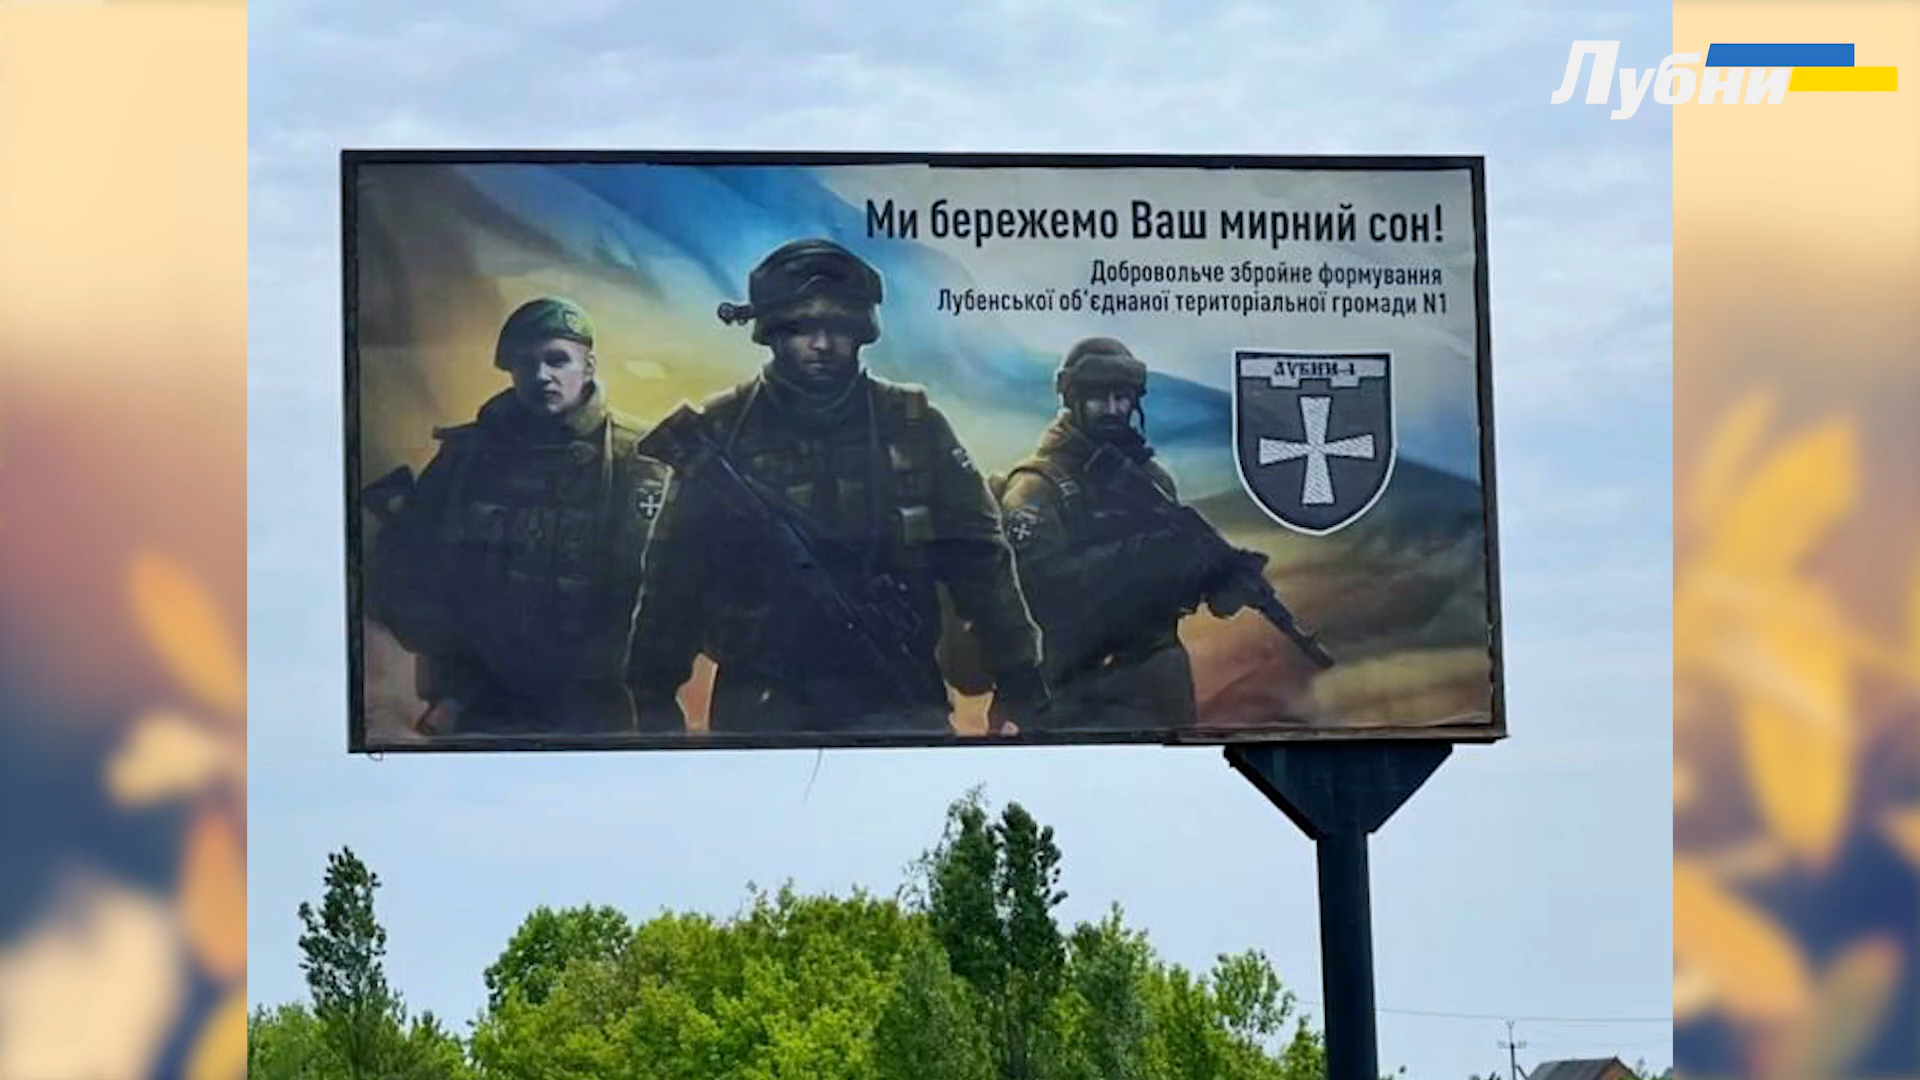 Лубни
Ми бережемо Ваш мирний сон!
Добровольче збройне формування
Лубенської об'єднаної територіальної громади N1
ЛУБНИ-1